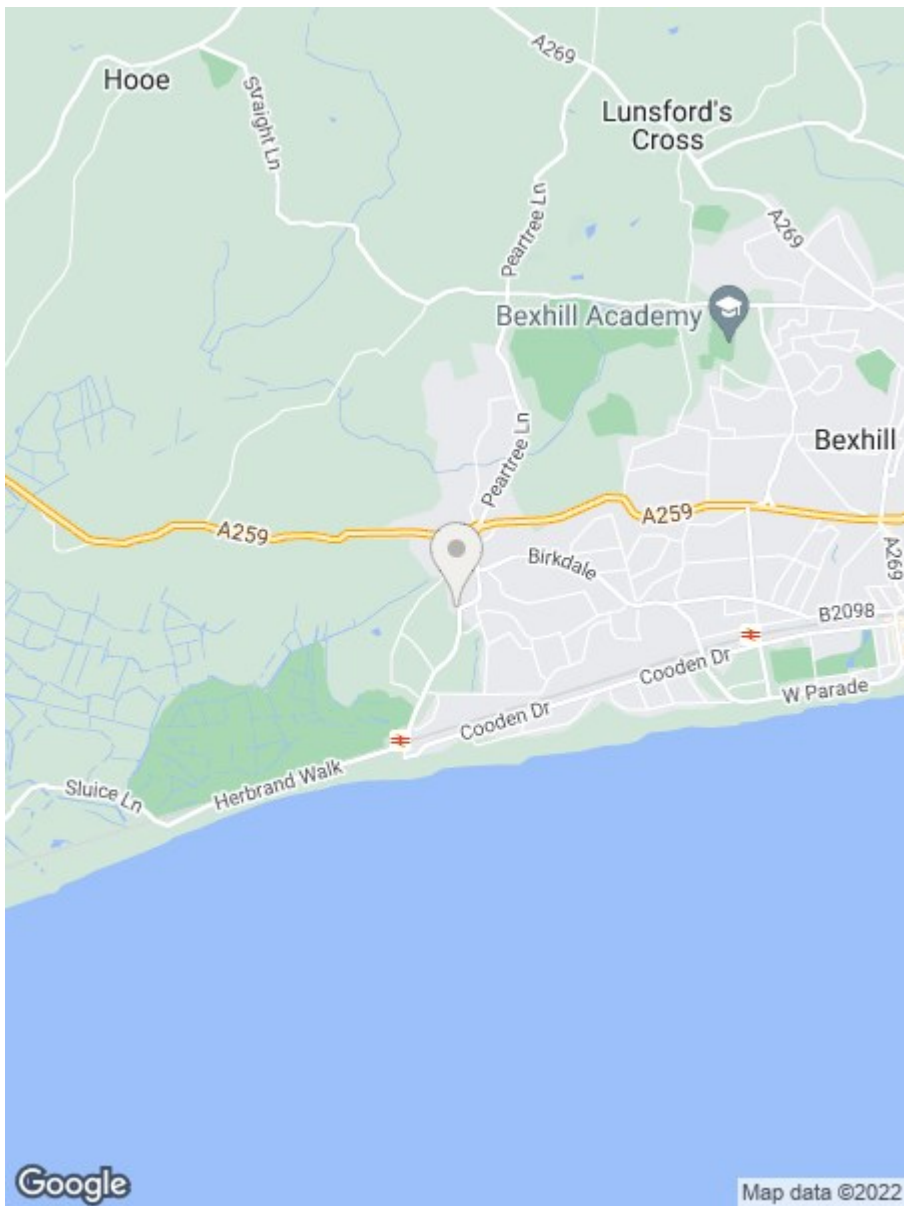 A269
Hooe
Lunsford's
Cross
Straight Ln
Peartree Ln
A269
Bexhill Academy
Peartree Ln
Bexhill
A259
A259
A269
Birkdale
B2098
Cooden Dr
W Parade
Cooden Dr
Herbrand Walk
Sluice Ln
Google
Map data ©2022